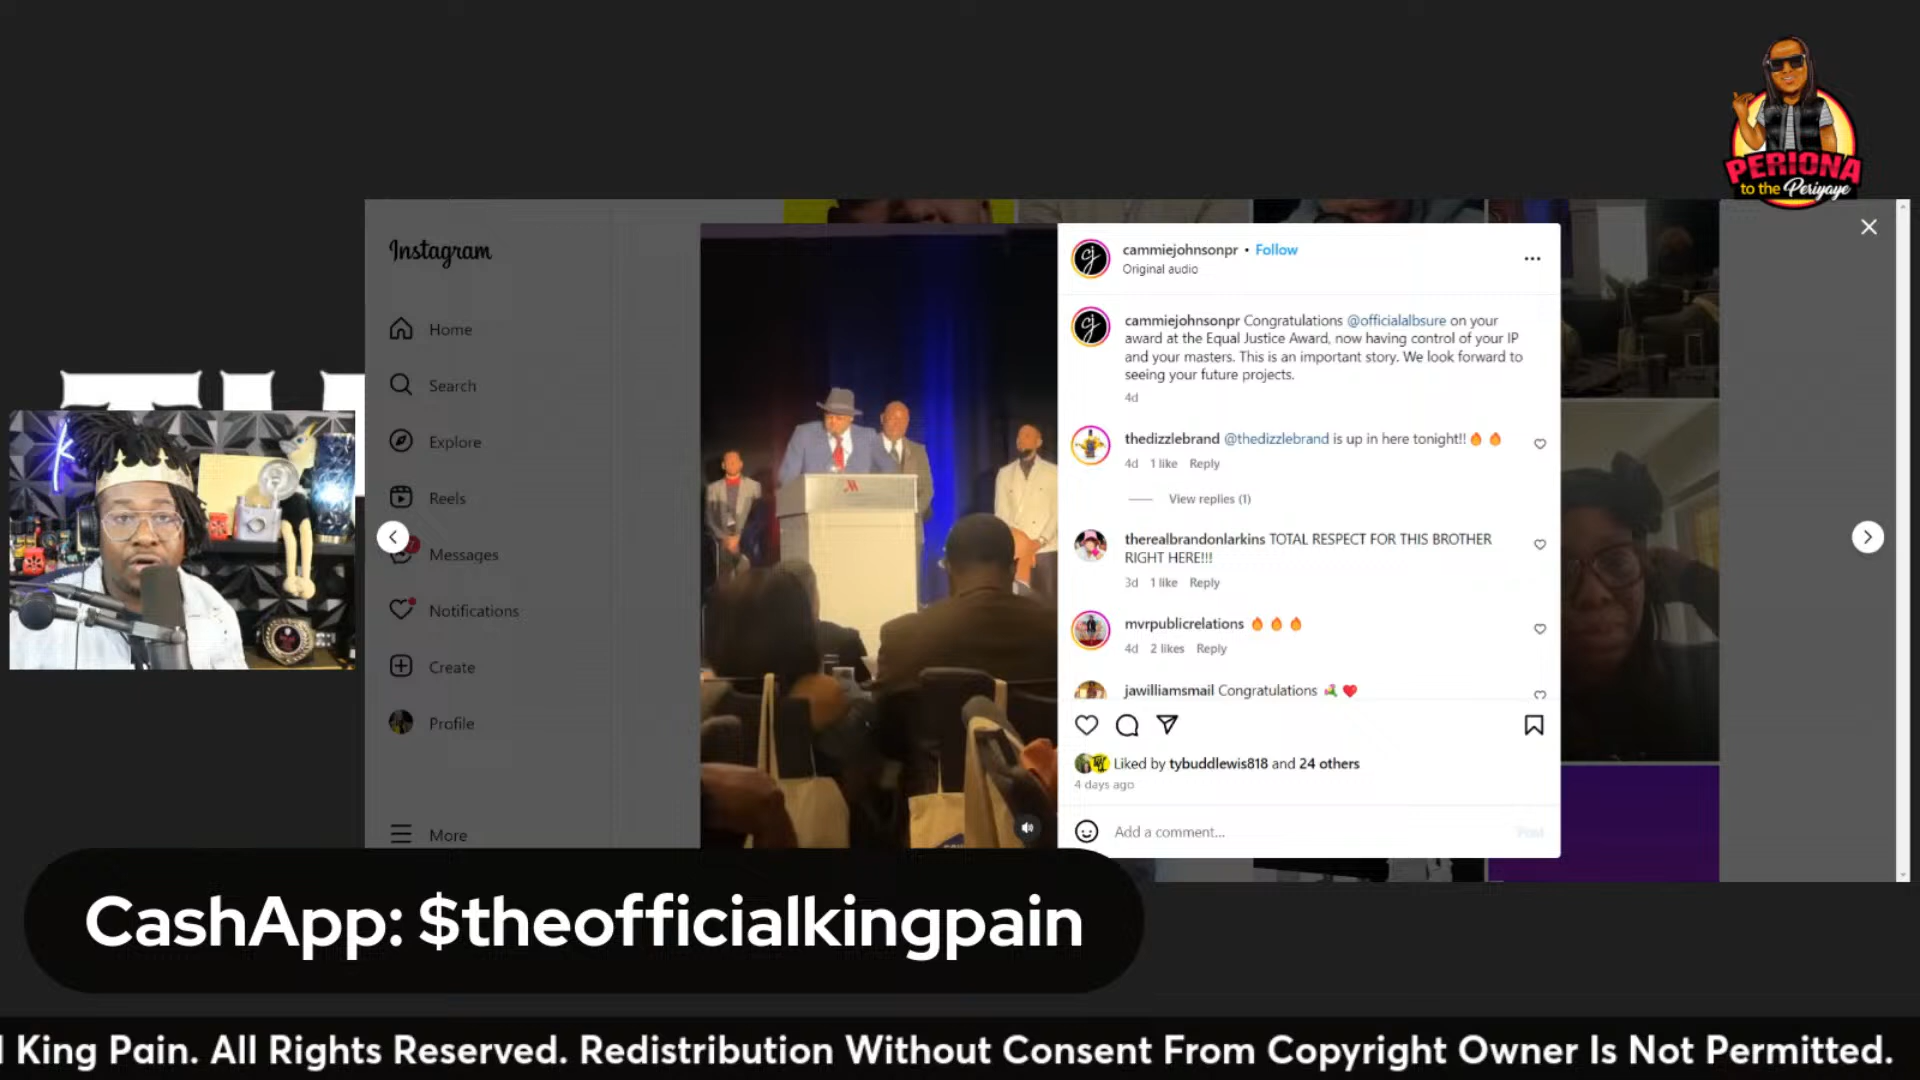 PERIONA
to the Periyaye
Instagram
Home
Search
Explore
Reels
Messages
Notifications
Create
Profile
More
cammiejohnsonpr • Follow
Original audio
cammiejohnsonpr Congratulations @officialalbsure on your
award at the Equal Justice Award, now having control of your IP
and your masters. This is an important story. We look forward to
seeing your future projects.
4d
thedizzlebrand @thedizzlebrand is up in here tonight!!🔥🔥
4d 1 like Reply
View replies (1)
therealbrandonlarkins TOTAL RESPECT FOR THIS BROTHER
RIGHT HERE!!!
3d 1 like Reply
mvrpublicrelations 🔥🔥🔥
4d 2 likes Reply
jawilliamsmail Congratulations 💐❤️
Liked by tybuddlewis818 and 24 others
4 days ago
Add a comment...
Post
CashApp: $theofficialkingpain
l King Pain. All Rights Reserved. Redistribution Without Consent From Copyright Owner Is Not Permitted.